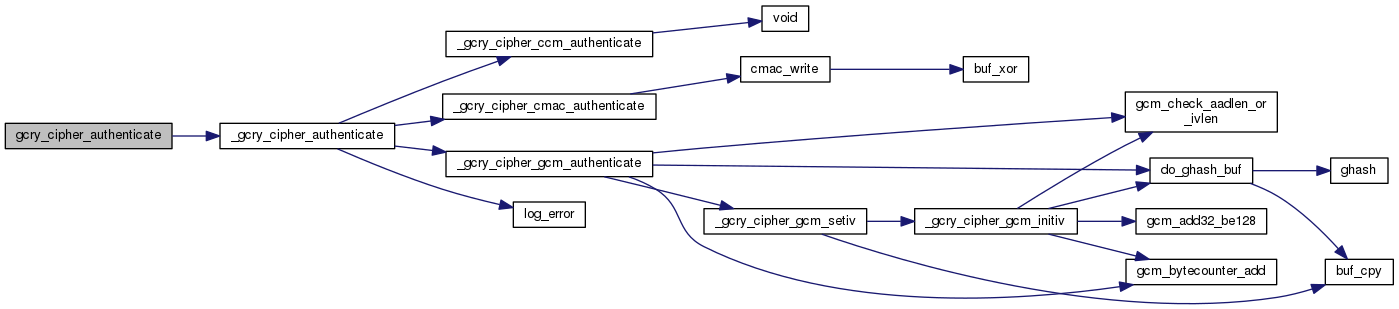 void
_gcry_cipher_ccm_authenticate
cmac_write
buf_xor
_gcry_cipher_cmac_authenticate
gcm_check_aadlen_or
_ivlen
gcry_cipher_authenticate
_gcry_cipher_authenticate
_gcry_cipher_gcm_authenticate
do_ghash_buf
ghash
log_error
_gcry_cipher_gcm_setiv
_gcry_cipher_gcm_initiv
gcm_add32_be128
gcm_bytecounter_add
buf_cpy